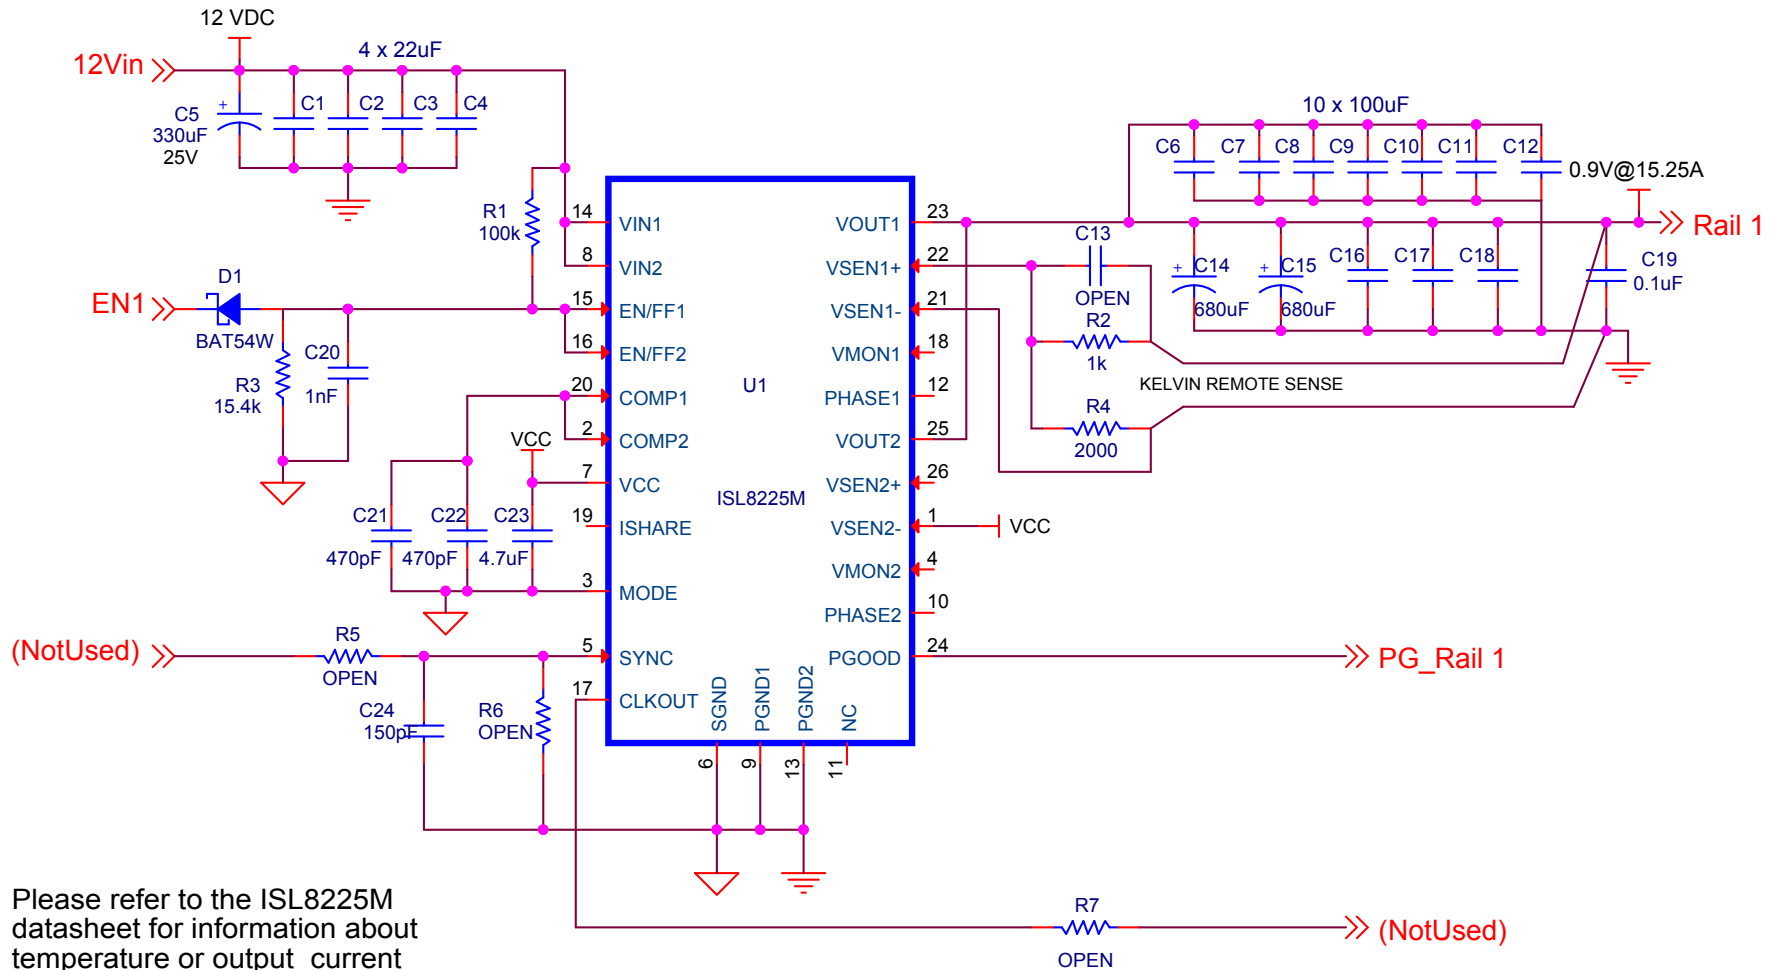 12 VDC
12Vin
4 x 22uF
C5
330uF
25V
C1
C2
C3
C4
R1
100k
EN1
D1
BAT54W
R3
15.4k
C20
1nF
14
8
15
16
20
2
7
19
3
5
17
VIN1
VIN2
EN/FF1
EN/FF2
COMP1
COMP2
VCC
ISHARE
MODE
SYNC
CLKOUT
U1
ISL8225M
VOUT1
VSEN1+
VSEN1-
VMON1
PHASE1
VOUT2
VSEN2+
VSEN2-
VMON2
PHASE2
PGOOD
23
22
21
18
12
25
26
1
4
10
24
SGND
PGND1
PGND2
NC
6
9
13
11
VCC
C21
470pF
C22
470pF
C23
4.7uF
(NotUsed)
R5
OPEN
C24
150pF
R6
OPEN
10 x 100uF
C6
C7
C8
C9
C10
C11
C12
0.9V@15.25A
Rail 1
C13
OPEN
R2
1k
R4
2000
KELVIN REMOTE SENSE
C14
680uF
C15
680uF
C16
C17
C18
C19
0.1uF
VCC
PG_Rail 1
R7
OPEN
(NotUsed)
Please refer to the ISL8225M
datasheet for information about
temperature or output current